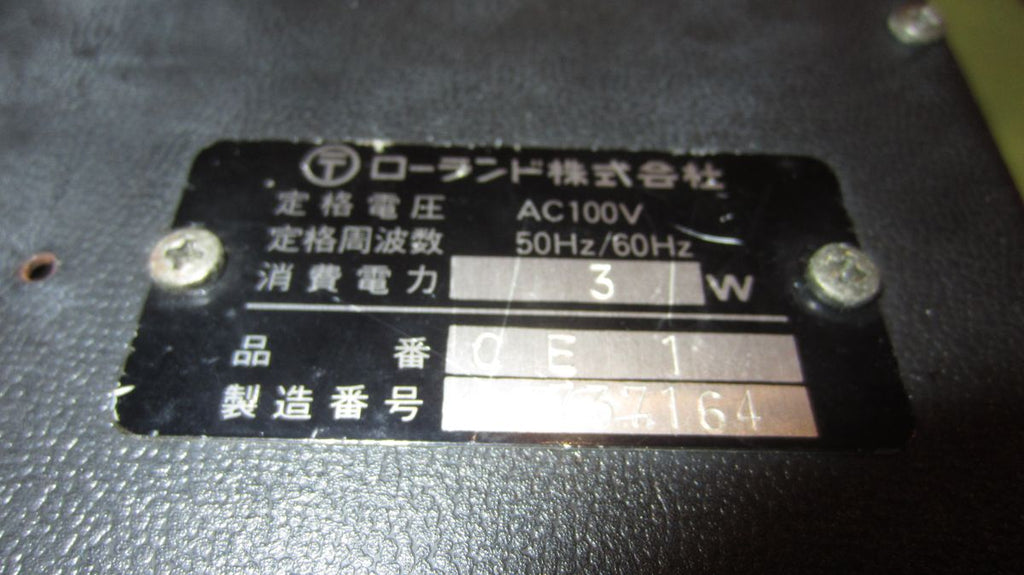 〒 ローランド株式会社
定格電圧 AC100V
定格周波数 50Hz/60Hz
消費電力 3 W
品番 CE 1
製造番号 737164